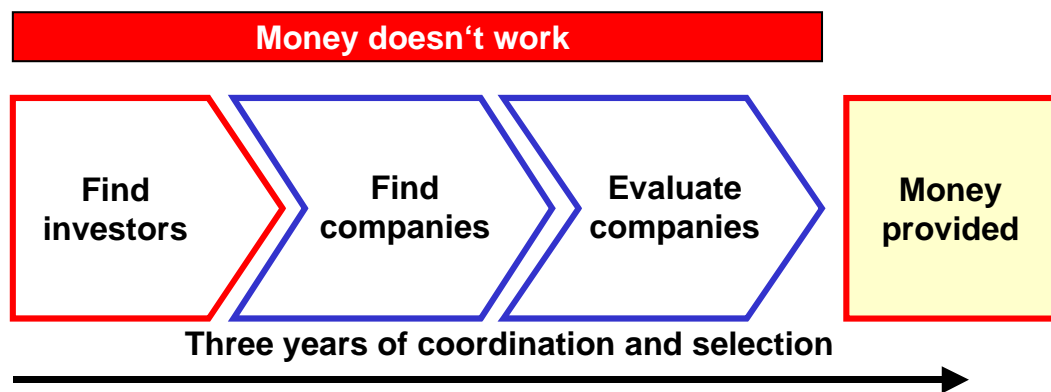 Money doesn‘t work
Find
investors
Find
companies
Evaluate
companies
Money
provided
Three years of coordination and selection